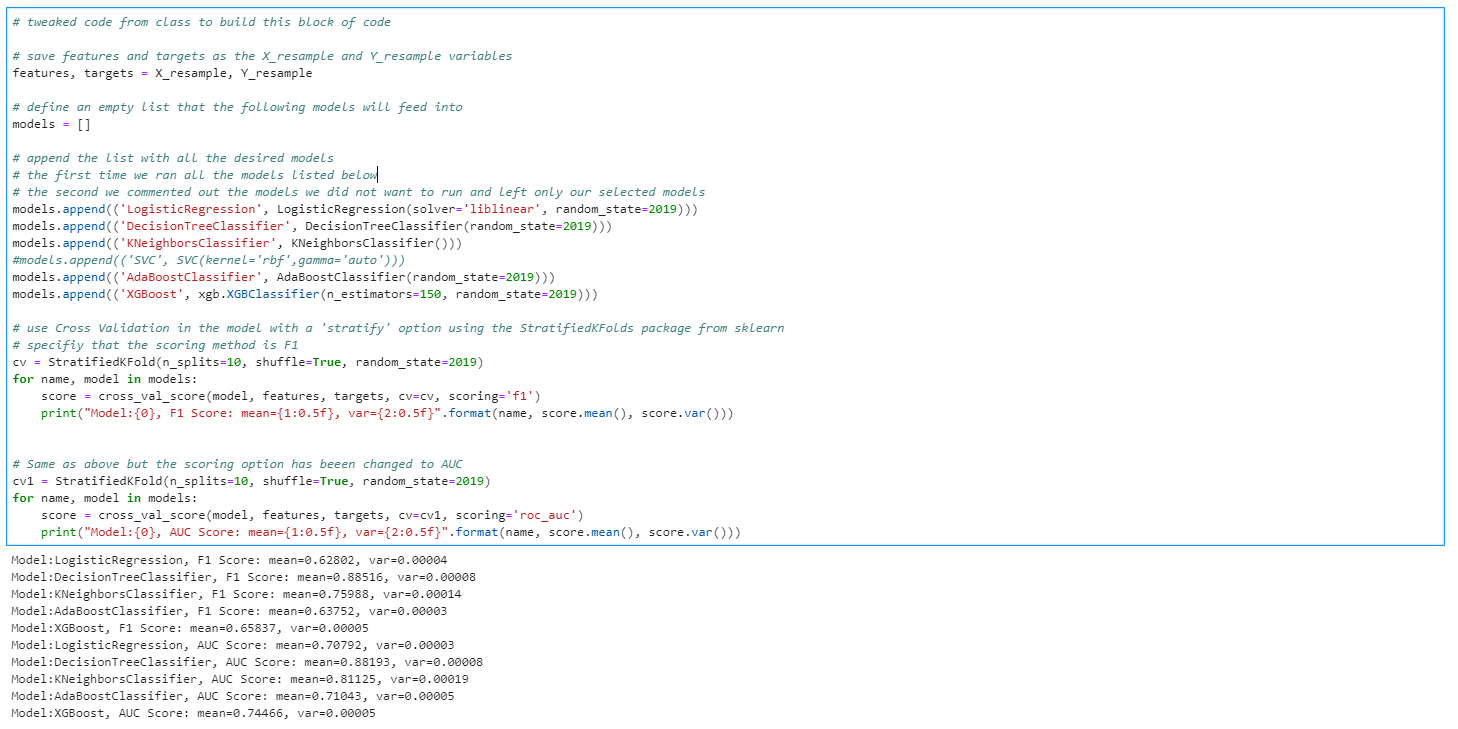 # tweaked code from class to build this block of code
# save features and targets as the X_resample and Y_resample variables
features, targets = X_resample, Y_resample
# define an empty list that the following models will feed into
models = []
# append the list with all the desired models
# the first time we ran all the models listed below
# the second we commented out the models we did not want to run and left only our selected models
models.append(('LogisticRegression', LogisticRegression(solver='liblinear', random_state=2019)))
models.append(('DecisionTreeClassifier', DecisionTreeClassifier(random_state=2019)))
models.append(('KNeighborsClassifier', KNeighborsClassifier()))
#models.append(('SVC', SVC(kernel='rbf',gamma='auto')))
models.append(('AdaBoostClassifier', AdaBoostClassifier(random_state=2019)))
models.append(('XGBoost', xgb.XGBClassifier(n_estimators=150, random_state=2019)))
# use Cross Validation in the model with a 'stratify' option using the StratifiedKFolds package from sklearn
# specifiy that the scoring method is F1
cv = StratifiedKFold(n_splits=10, shuffle=True, random_state=2019)
for name, model in models:
    score = cross_val_score(model, features, targets, cv=cv, scoring='f1')
    print("Model:{0}, F1 Score: mean={1:0.5f}, var={2:0.5f}".format(name, score.mean(), score.var()))
# Same as above but the scoring option has beeen changed to AUC
cv1 = StratifiedKFold(n_splits=10, shuffle=True, random_state=2019)
for name, model in models:
    score = cross_val_score(model, features, targets, cv=cv1, scoring='roc_auc')
    print("Model:{0}, AUC Score: mean={1:0.5f}, var={2:0.5f}".format(name, score.mean(), score.var()))
Model:LogisticRegression, F1 Score: mean=0.62802, var=0.00004
Model:DecisionTreeClassifier, F1 Score: mean=0.88516, var=0.00008
Model:KNeighborsClassifier, F1 Score: mean=0.75988, var=0.00014
Model:AdaBoostClassifier, F1 Score: mean=0.63752, var=0.00003
Model:XGBoost, F1 Score: mean=0.65837, var=0.00005
Model:LogisticRegression, AUC Score: mean=0.70792, var=0.00003
Model:DecisionTreeClassifier, AUC Score: mean=0.88193, var=0.00008
Model:KNeighborsClassifier, AUC Score: mean=0.81125, var=0.00019
Model:AdaBoostClassifier, AUC Score: mean=0.71043, var=0.00005
Model:XGBoost, AUC Score: mean=0.74466, var=0.00005